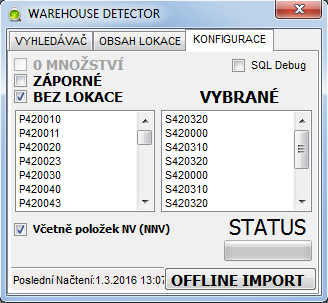 WAREHOUSE DETECTOR
VYHLEDÁVAČ OBSAH LOKACE KONFIGURACE
0 MNOŽSTVÍ
SQL Debug
ZÁPORNÉ
BEZ LOKACE
VYBRANÉ
P420010
P420011
P420020
P420023
P420030
P420040
P420043
S420320
S420000
S420310
S420320
S420000
S420310
S420320
Včetně položek NV (NNV)
STATUS
Poslední Načtení:1.3.2016 13:07
OFFLINE IMPORT